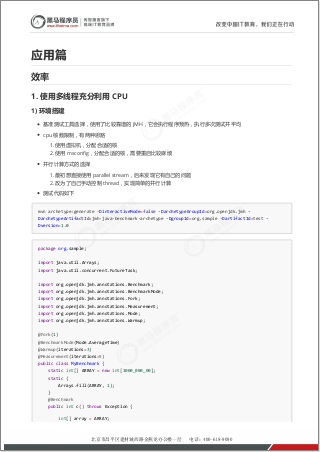 黑马程序员
www.itheima.com
传智播客旗下
高端IT教育品牌
改变中国IT教育，我们正在行动
应用篇
效率
1. 使用多线程充分利用 CPU
1) 环境搭建
基准测试工具选择，使用了比较靠谱的 JMH，它会执行程序预热，执行多次测试并平均
cpu 核数限制，有两种思路
1. 使用虚拟机，分配合适的核
2. 使用 msconfig，分配合适的核，需要重启比较麻烦
并行计算方式的选择
1. 最初想直接使用 parallel stream，后来发现它有自己的问题
2. 改为了自己手动控制 thread，实现简单的并行计算
测试代码如下
mvn archetype:generate -DinteractiveMode=false -DarchetypeGroupId=org.openjdk.jmh -
DarchetypeArtifactId=jmh-java-benchmark-archetype -DgroupId=org.sample -DartifactId=test -
Dversion=1.0
package org.sample;
import java.util.Arrays;
import java.util.concurrent.FutureTask;
import org.openjdk.jmh.annotations.Benchmark;
import org.openjdk.jmh.annotations.BenchmarkMode;
import org.openjdk.jmh.annotations.Fork;
import org.openjdk.jmh.annotations.Measurement;
import org.openjdk.jmh.annotations.Mode;
import org.openjdk.jmh.annotations.Warmup;
@Fork(1)
@BenchmarkMode(Mode.AverageTime)
@Warmup(iterations=3)
@Measurement(iterations=5)
public class MyBenchmark {
static int[] ARRAY = new int[1000_000_00];
static {
Arrays.fill(ARRAY, 1);
}
@Benchmark
public int c() throws Exception {
int[] array = ARRAY;
北京市昌平区建材城西路金燕龙办公楼一层 电话：400-618-9090